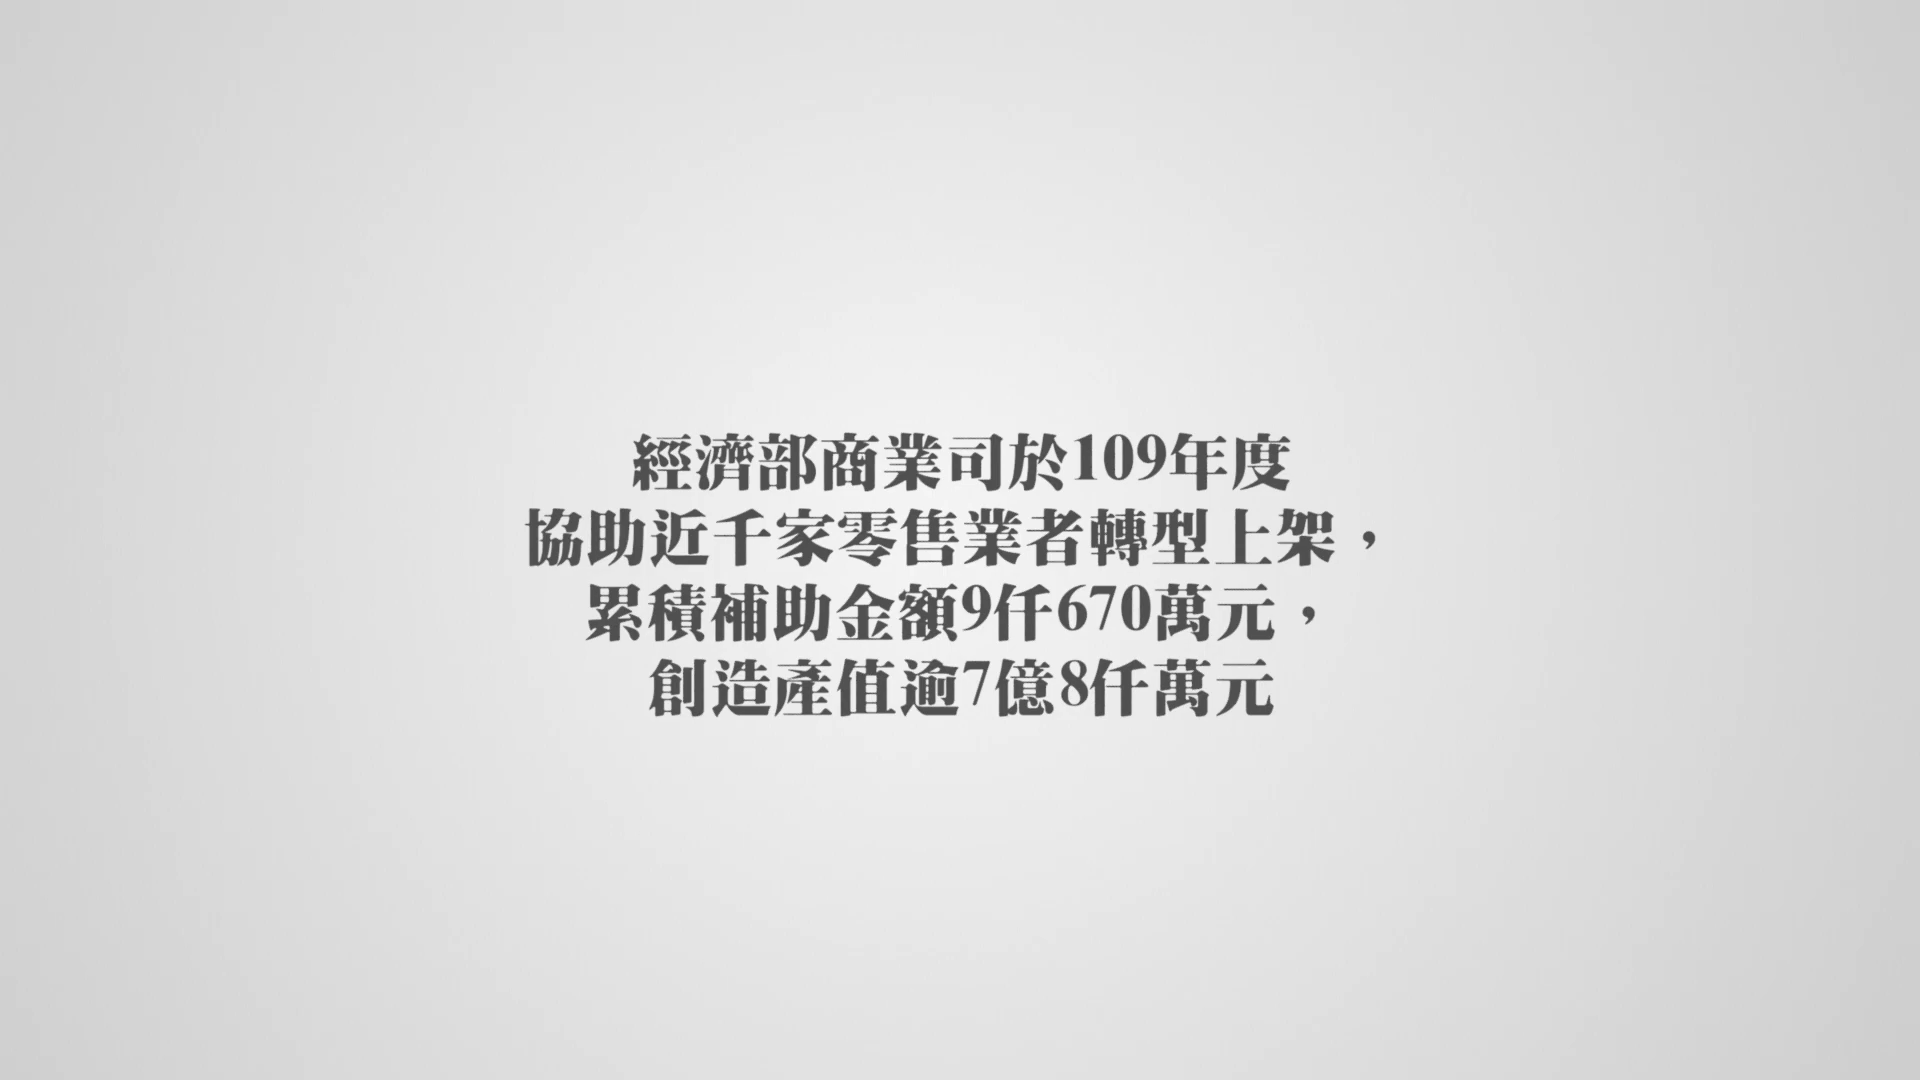 經濟部商業司於109年度
協助近千家零售業者轉型上架，
累積補助金額9仟670萬元，
創造產值逾7億8仟萬元